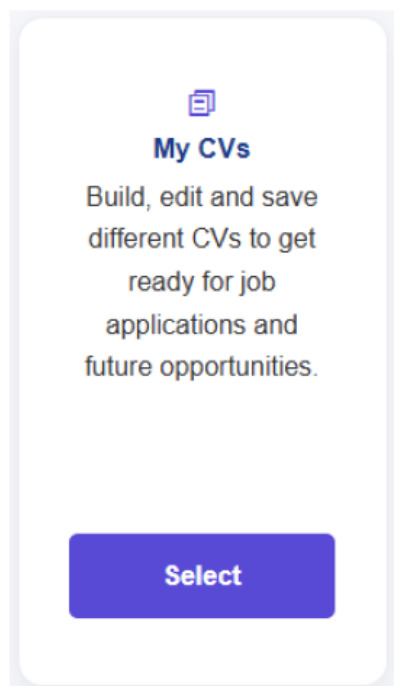 My CVs
Build, edit and save
different CVs to get
ready for job
applications and
future opportunities.
Select